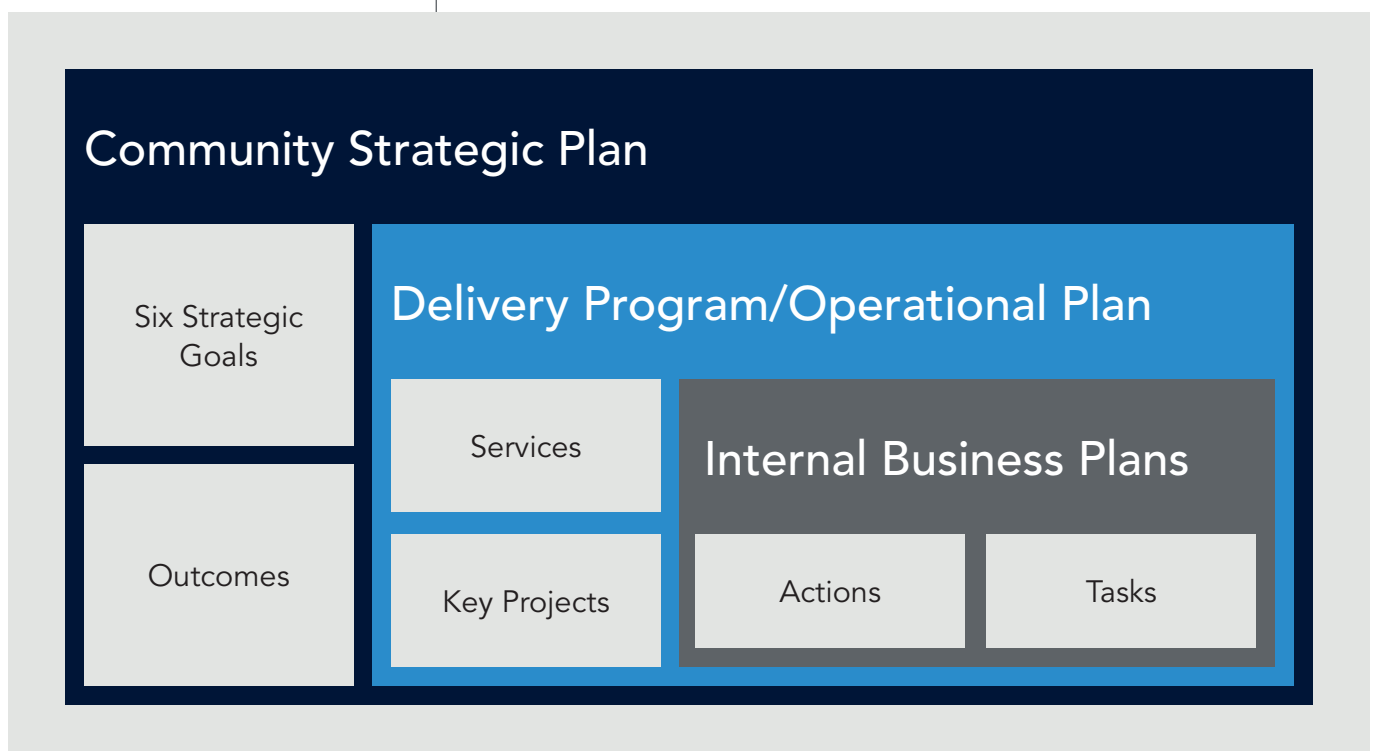 Community Strategic Plan
Six Strategic
Goals
Outcomes
Delivery Program/Operational Plan
Services
Key Projects
Internal Business Plans
Actions
Tasks